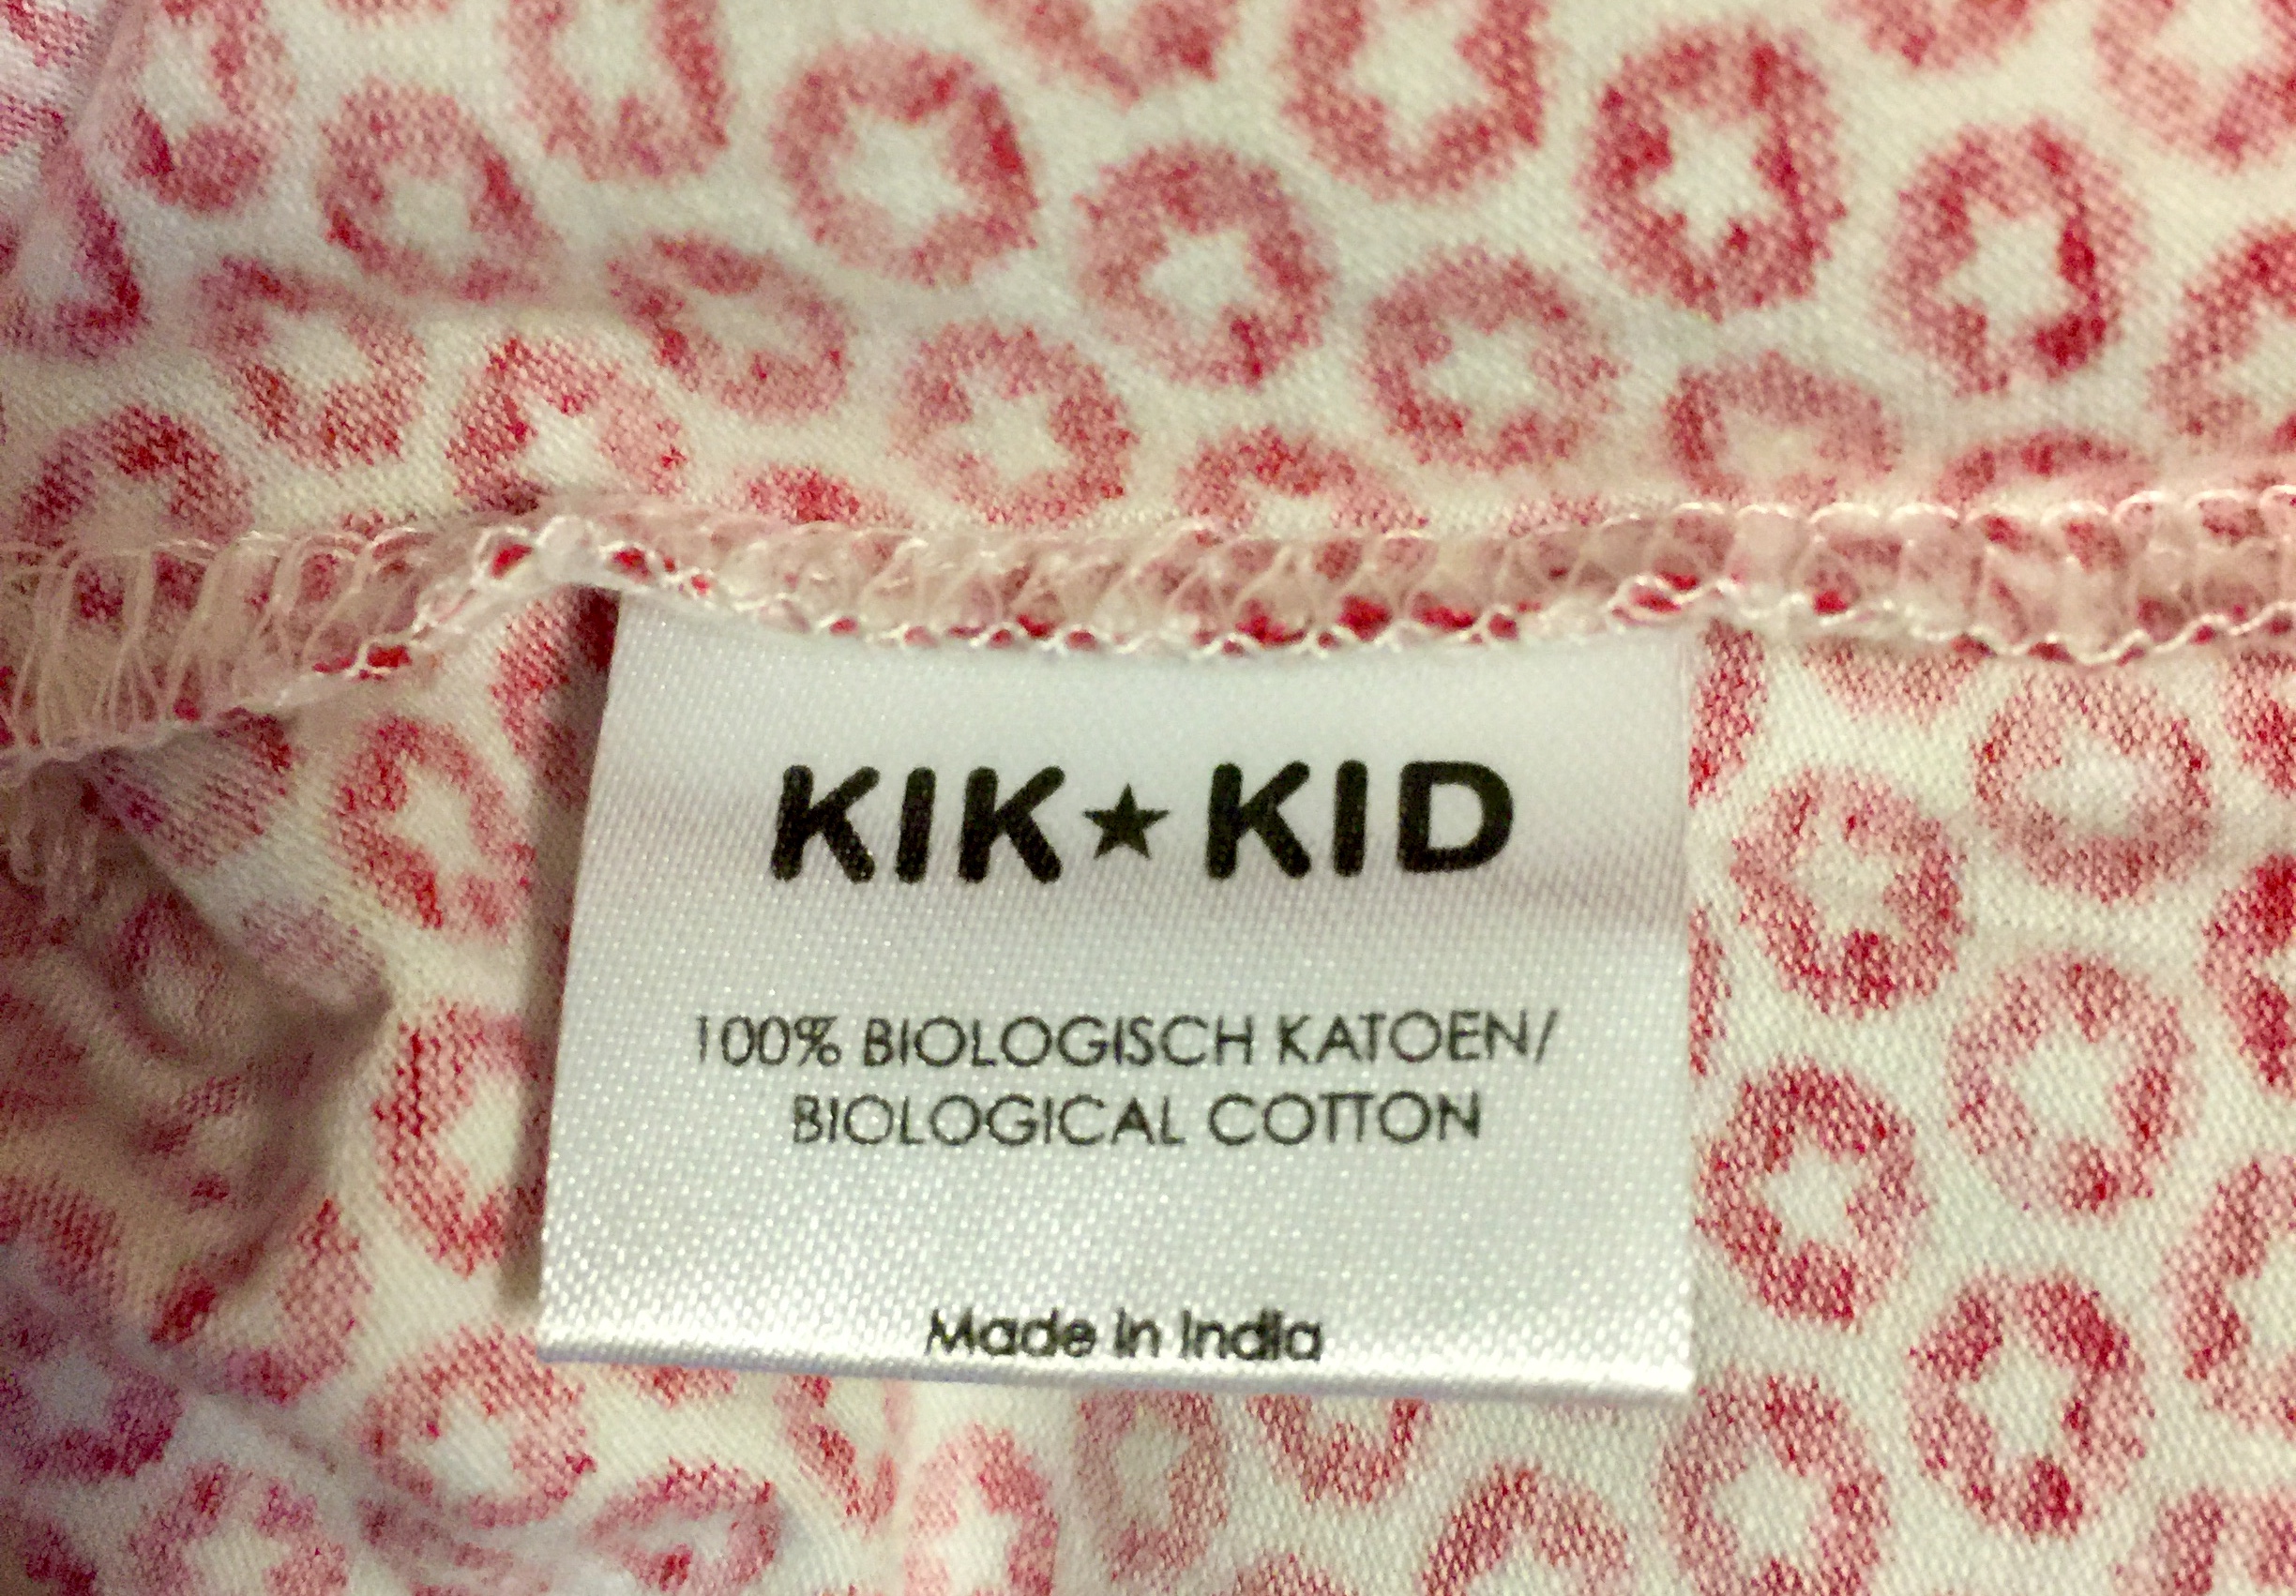 KIK★KID
100% BIOLOGISCH KATOEN/
BIOLOGICAL COTTON
Made in India